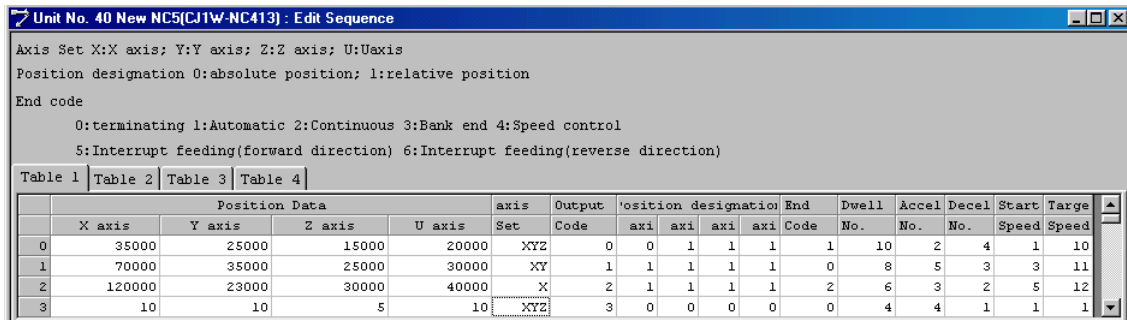 Unit No. 40 New NC5(CJ1W-NC413) : Edit Sequence
Axis Set X:X axis; Y:Y axis; Z:Z axis; U:Uaxis
Position designation 0:absolute position; 1:relative position
End code
0:terminating 1:Automatic 2:Continuous 3:Bank end 4:Speed control
5:Interrupt feeding(forward direction) 6:Interrupt feeding(reverse direction)
Table 1 Table 2 Table 3 Table 4
Position Data axis Output 'osition designatio End Dwell Accel Decel Start Targe
X axis Y axis Z axis U axis Set Code axi axi axi axi Code No. No. No. Speed Speed
0 35000 25000 15000 20000 XYZ 0 0 1 1 1 1 10 2 4 1 10
1 70000 35000 25000 30000 XY 1 1 1 1 1 0 8 5 3 3 11
2 120000 23000 30000 40000 X 2 1 1 1 1 2 6 3 2 5 12
3 10 10 5 10 XYZ 3 0 0 0 0 0 4 4 1 1 1